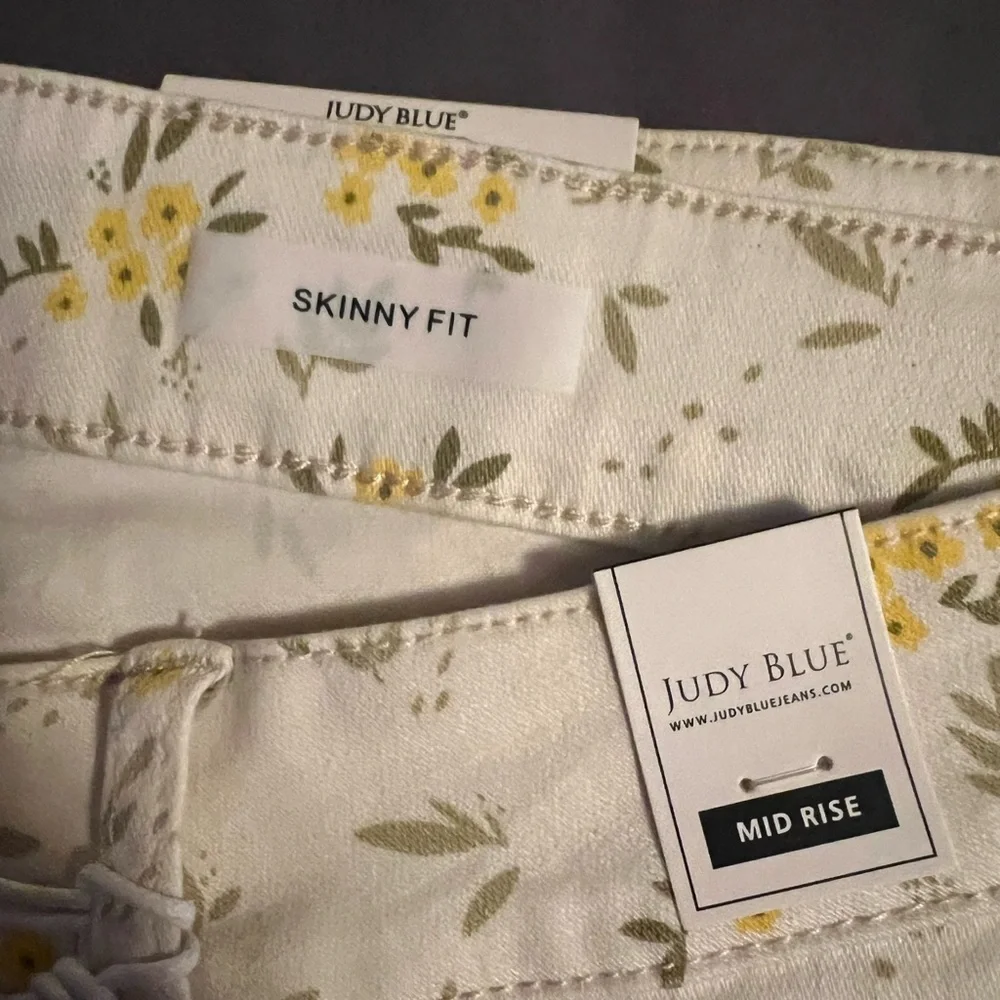 JUDY BLUE®
SKINNY FIT
JUDY BLUE®
WWW.JUDYBLUEJEANS.COM
MID RISE